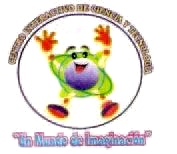 CENTRO INTERACTIVO DE CIENCIA Y TECNOLOGÍA
"Un Mundo de Imaginación"